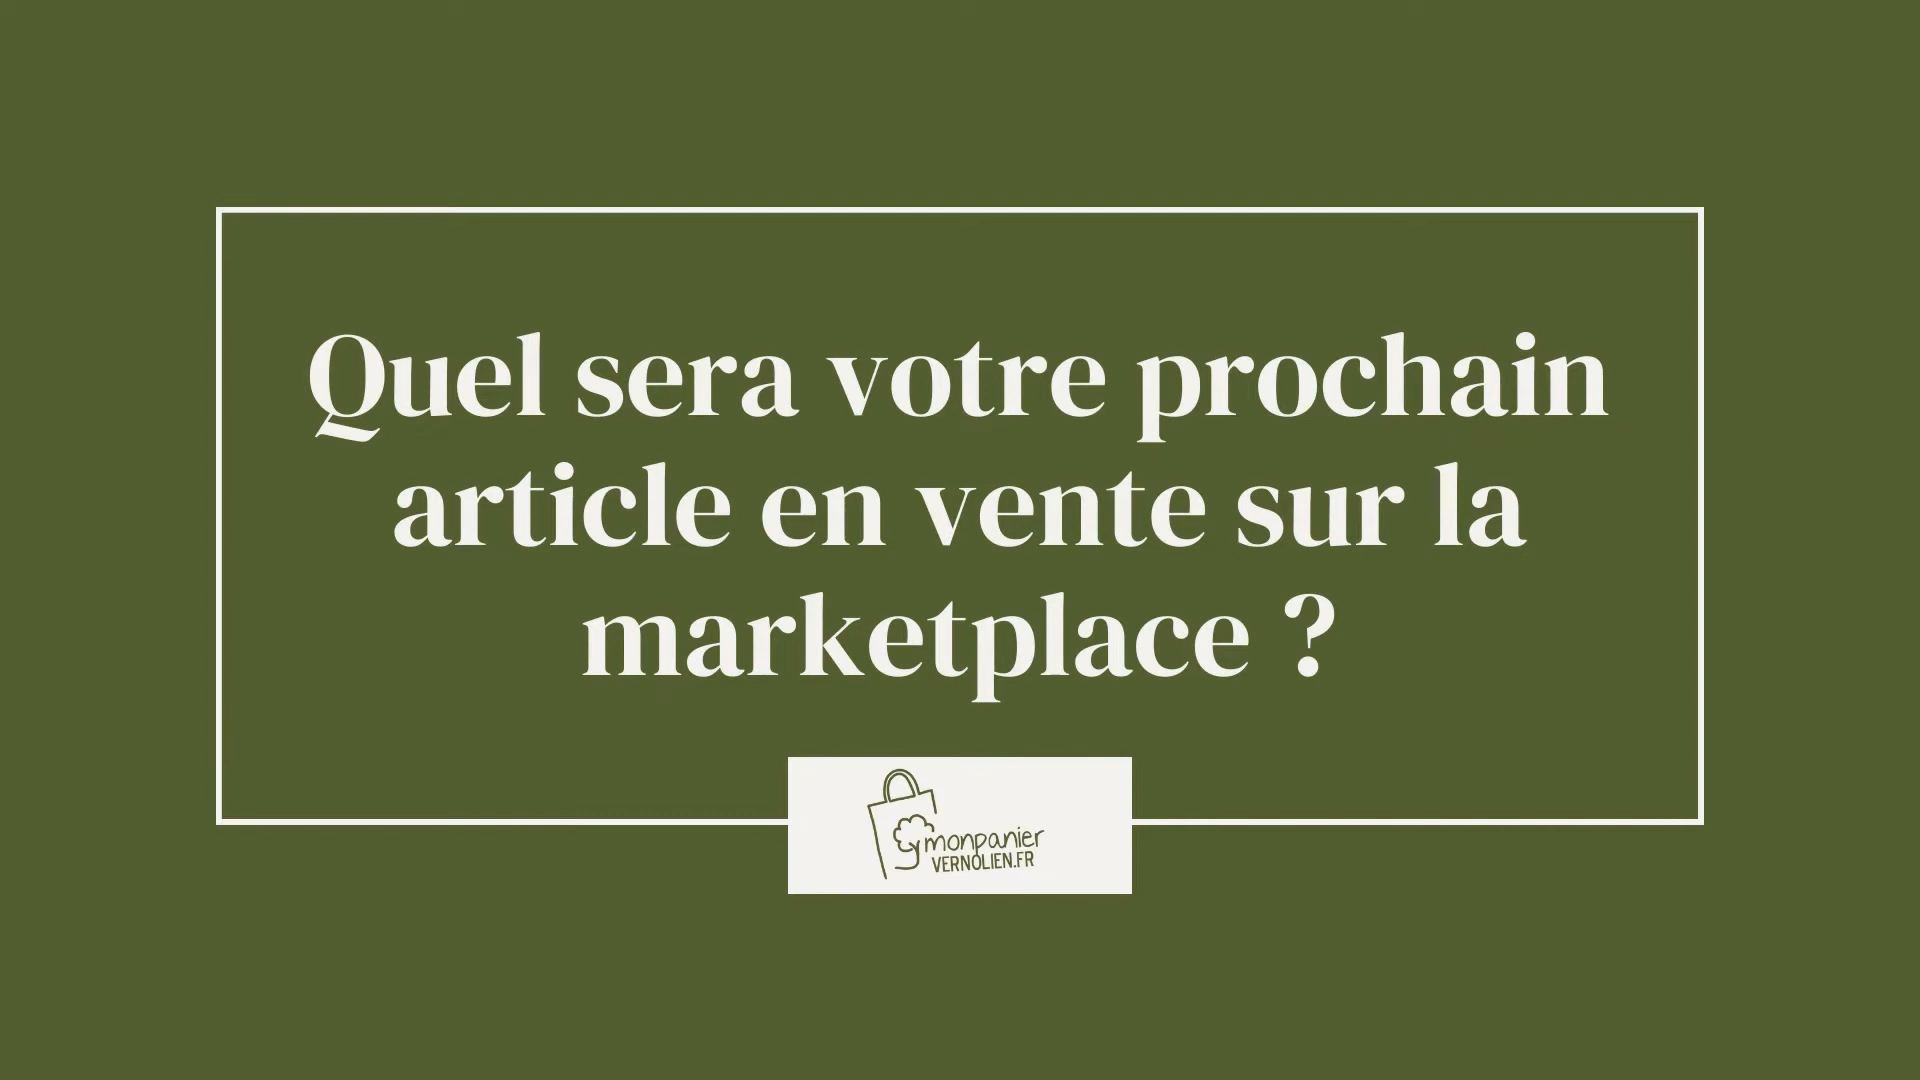 Quel sera votre prochain
article en vente sur la
marketplace ?
monpanier
VERNOLIEN.FR